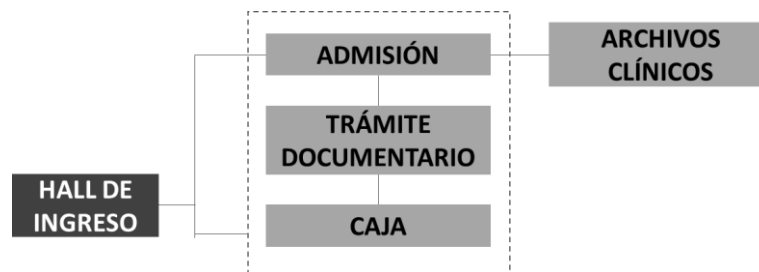 ADMISIÓN
ARCHIVOS
CLÍNICOS
TRÁMITE
DOCUMENTARIO
HALL DE
INGRESO
CAJA